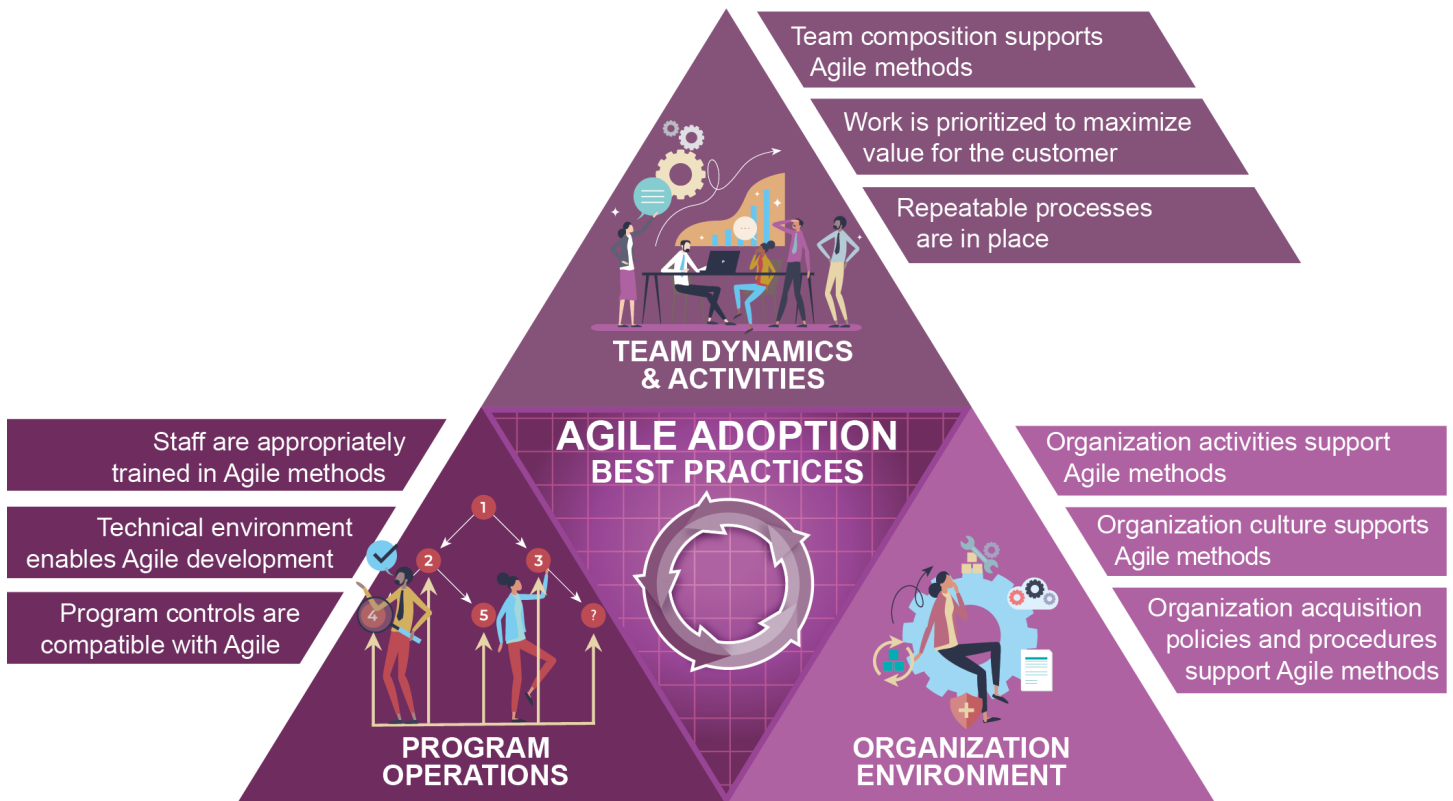 Team composition supports
Agile methods
Work is prioritized to maximize
value for the customer
Repeatable processes
are in place
TEAM DYNAMICS
& ACTIVITIES
AGILE ADOPTION
BEST PRACTICES
Staff are appropriately
trained in Agile methods
Technical environment
enables Agile development
Program controls are
compatible with Agile
1
2
3
4
5
?
PROGRAM
OPERATIONS
Organization activities support
Agile methods
Organization culture supports
Agile methods
Organization acquisition
policies and procedures
support Agile methods
ORGANIZATION
ENVIRONMENT